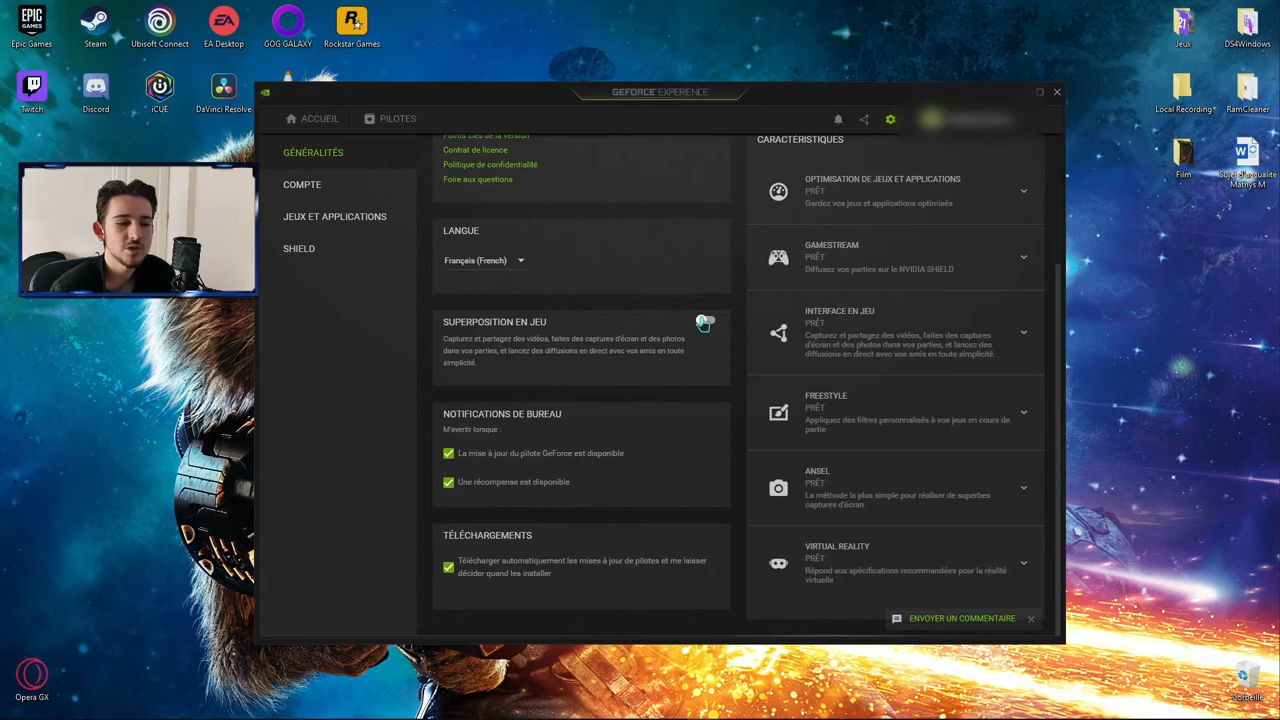 Epic Games
Steam
Ubisoft Connect
EA Desktop
GOG GALAXY
Rockstar Games
Twitch
Discord
iCUE
DaVinci Resolve
Jeux
DS4Windows
Local Recording*
RamCleaner
Film
GEFORCE EXPERIENCE
ACCUEIL
PILOTES
GÉNÉRALITÉS
COMPTE
JEUX ET APPLICATIONS
SHIELD
Points clés de la version
Contrat de licence
Politique de confidentialité
Foire aux questions
LANGUE
Français (French)
SUPERPOSITION EN JEU
Capturez et partagez des vidéos, faites des captures d'écran et des photos
dans vos parties, et lancez des diffusions en direct avec vos amis en toute
simplicité.
NOTIFICATIONS DE BUREAU
M'avertir lorsque :
La mise à jour du pilote GeForce est disponible
Une récompense est disponible
TÉLÉCHARGEMENTS
Télécharger automatiquement les mises à jour de pilotes et me laisser
décider quand les installer
CARACTÉRISTIQUES
OPTIMISATION DE JEUX ET APPLICATIONS
PRÊT
Gardez vos jeux et applications optimisés
GAMESTREAM
PRÊT
Diffusez vos parties sur le NVIDIA SHIELD
INTERFACE EN JEU
PRÊT
Capturez et partagez des vidéos, faites des captures
d'écran et des photos dans vos parties, et lancez des
diffusions en direct avec vos amis en toute simplicité.
FREESTYLE
PRÊT
Appliquez des filtres personnalisés à vos jeux en cours de
partie
ANSEL
PRÊT
La méthode la plus simple pour réaliser de superbes
captures d'écran
VIRTUAL REALITY
PRÊT
Répond aux spécifications recommandées pour la réalité
virtuelle
ENVOYER UN COMMENTAIRE
Opera GX
Corbeille